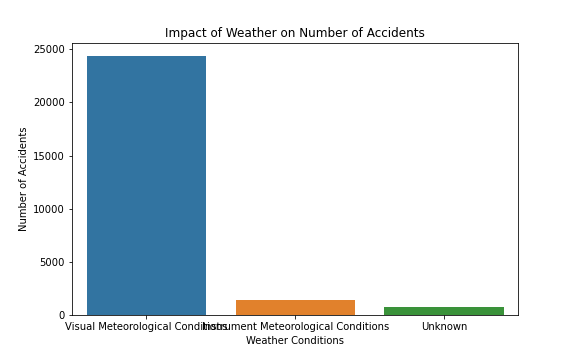 Impact of Weather on Number of Accidents
25000
20000
15000
10000
5000
0
Number of Accidents
Visual Meteorological Conditions
Instrument Meteorological Conditions
Unknown
Weather Conditions